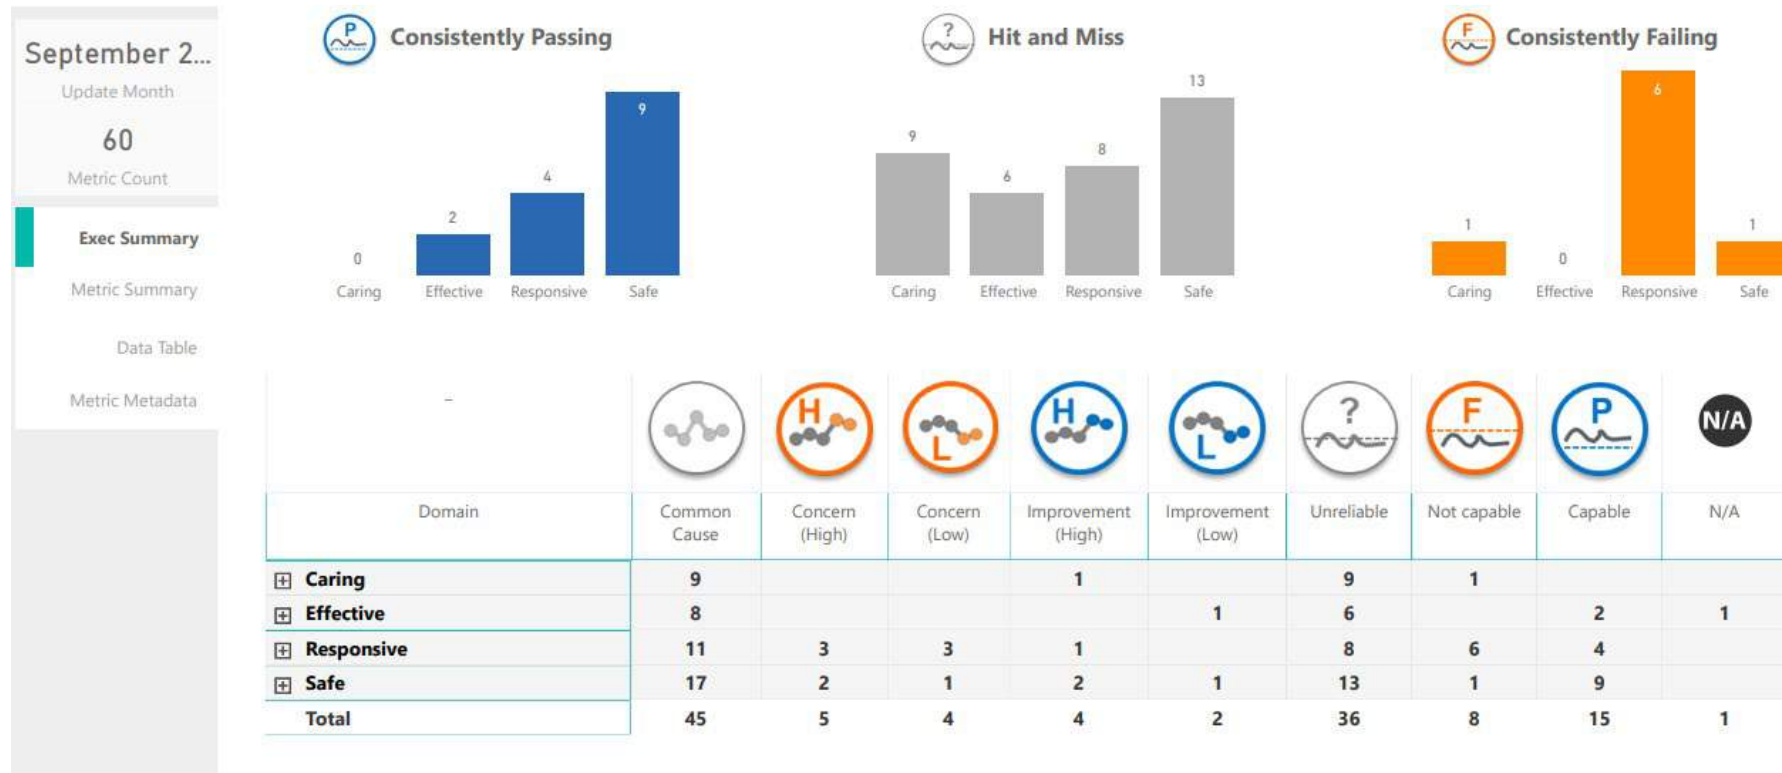 September 2...
Update Month
60
Metric Count
Exec Summary
Metric Summary
Data Table
Metric Metadata
P Consistently Passing
0 2 4 9
Caring Effective Responsive Safe
? Hit and Miss
9 6 8 13
Caring Effective Responsive Safe
F Consistently Failing
1 0 6 1
Caring Effective Responsive Safe
H L H L ? F P N/A
Domain Common Cause Concern (High) Concern (Low) Improvement (High) Improvement (Low) Unreliable Not capable Capable N/A
Caring 9 1 9 1
Effective 8 1 6 2 1
Responsive 11 3 3 1 8 6 4
Safe 17 2 1 2 1 13 1 9
Total 45 5 4 4 2 36 8 15 1